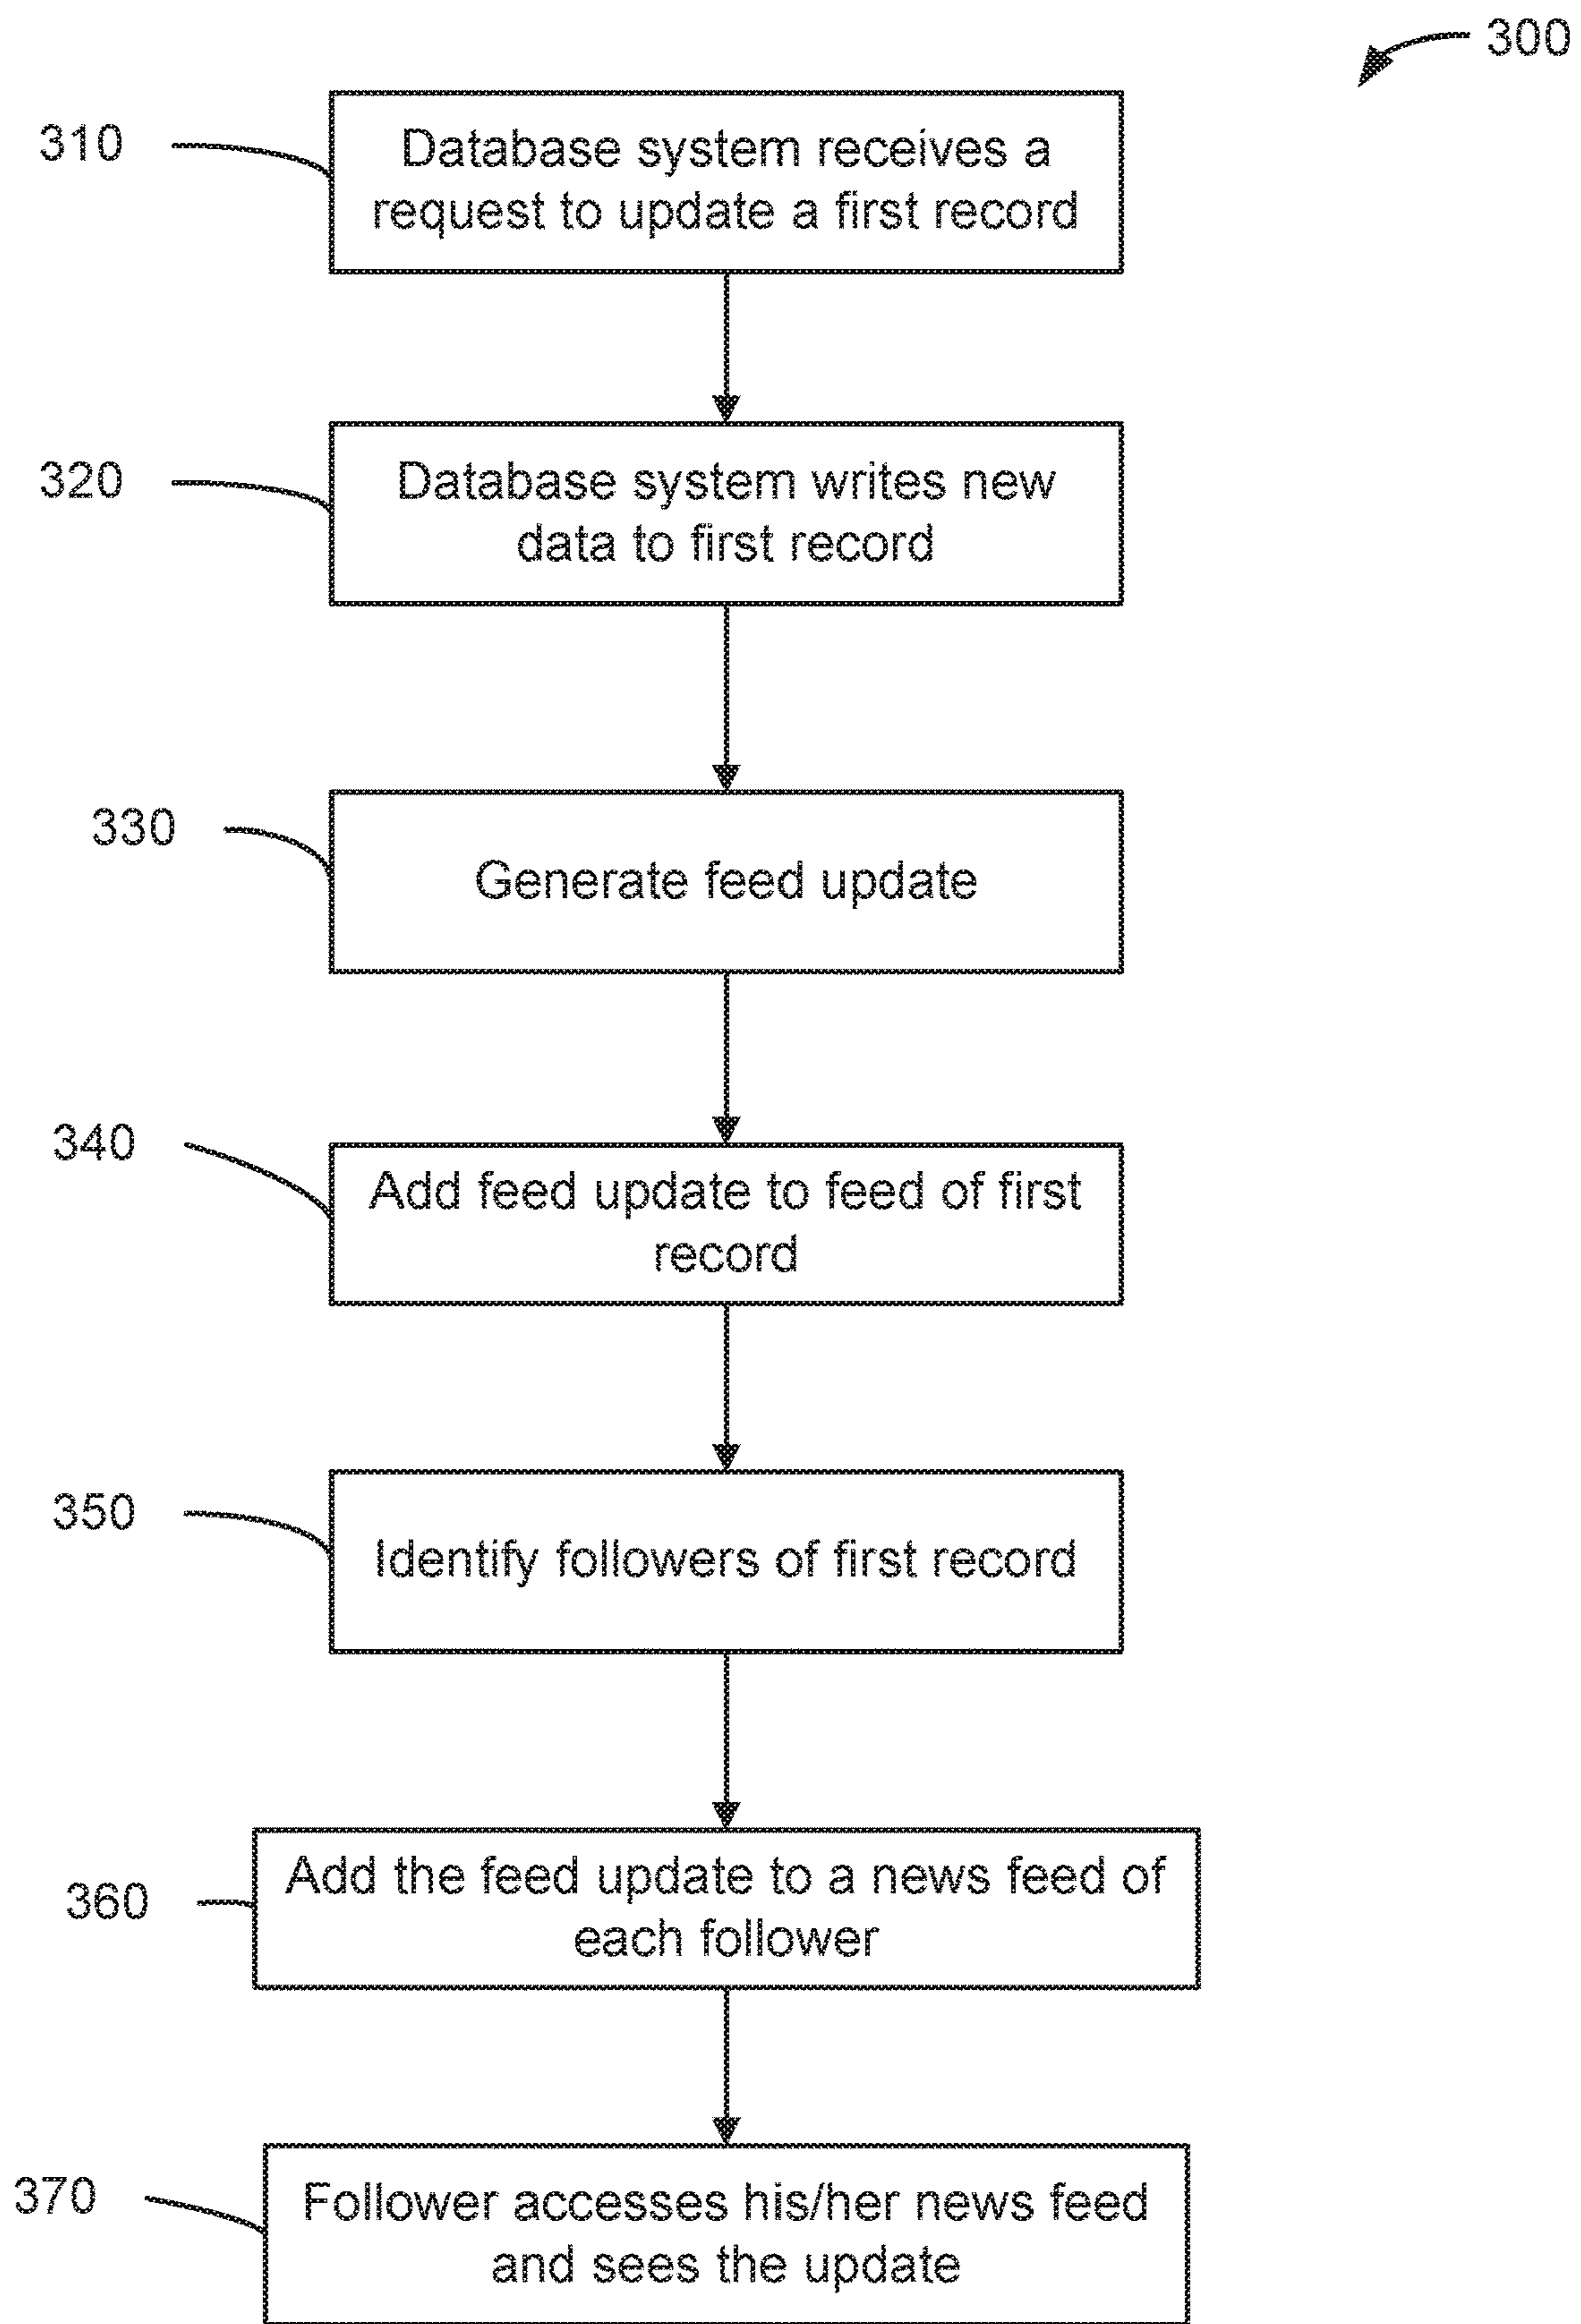 300
310
Database system receives a
request to update a first record
320
Database system writes new
data to first record
330
Generate feed update
340
Add feed update to feed of first
record
350
Identify followers of first record
360
Add the feed update to a news feed of
each follower
370
Follower accesses his/her news feed
and sees the update